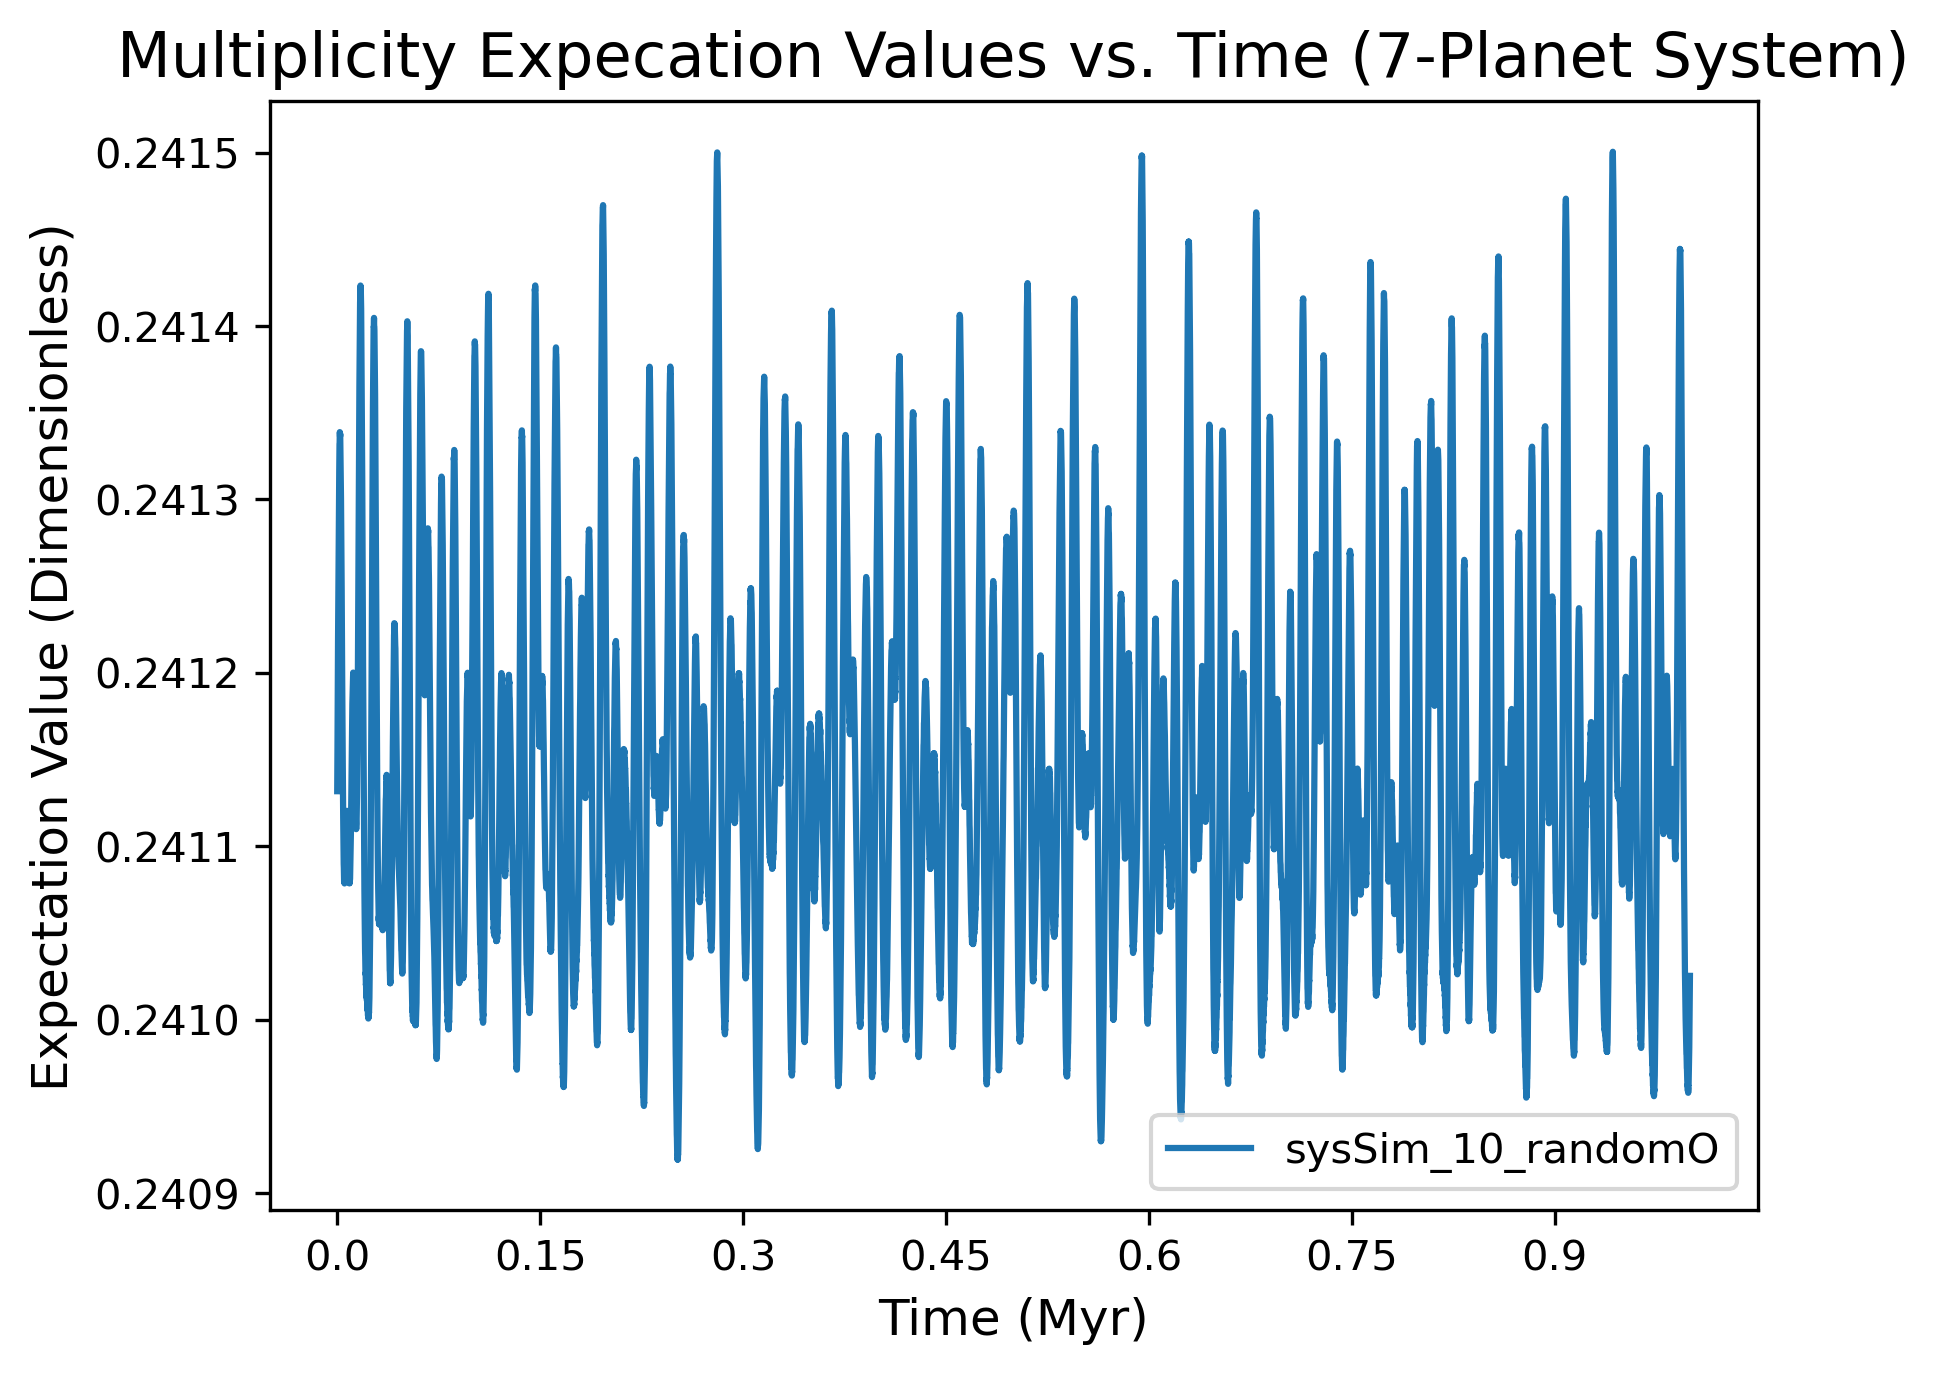 Multiplicity Expecation Values vs. Time (7-Planet System)
Expectation Value (Dimensionless)
0.2415
0.2414
0.2413
0.2412
0.2411
0.2410
0.2409
sysSim_10_randomO
0.0 0.15 0.3 0.45 0.6 0.75 0.9
Time (Myr)